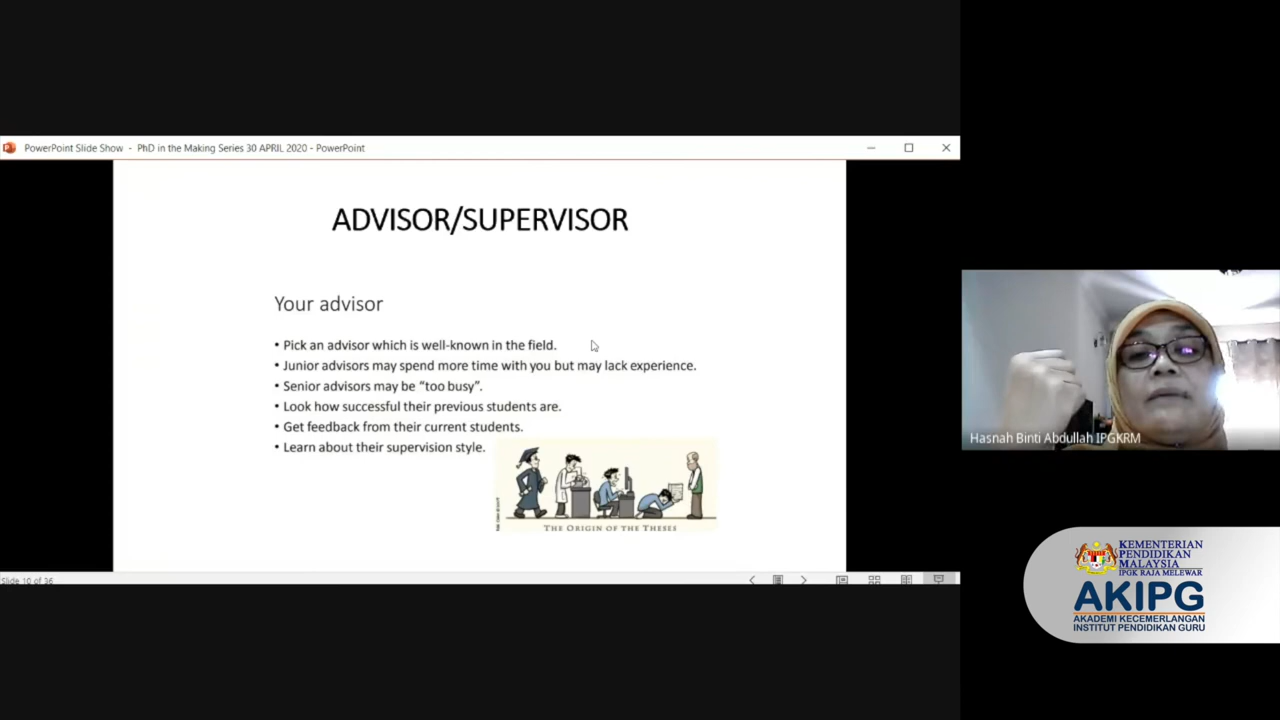 PowerPoint Slide Show - PhD in the Making Series 30 APRIL 2020 - PowerPoint
ADVISOR/SUPERVISOR
Your advisor
• Pick an advisor which is well-known in the field.
• Junior advisors may spend more time with you but may lack experience.
• Senior advisors may be “too busy”.
• Look how successful their previous students are.
• Get feedback from their current students.
• Learn about their supervision style.
THE ORIGIN OF THE THESES
Slide 10 of 36
Hasnah Binti Abdullah IPGKRM
KEMENTERIAN
PENDIDIKAN
MALAYSIA
IPGK RAJA MELEWAR
AKIPG
AKADEMI KECEMERLANGAN
INSTITUT PENDIDIKAN GURU